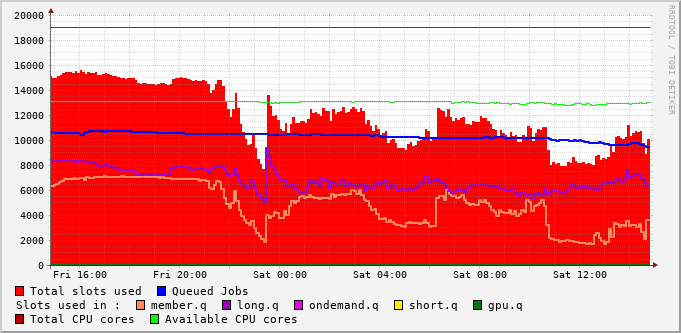 20000
18000
16000
14000
12000
10000
8000
6000
4000
2000
0
Fri 16:00 Fri 20:00 Sat 00:00 Sat 04:00 Sat 08:00 Sat 12:00
RRDTOOL / TOBI OETIKER
Total slots used Queued Jobs
Slots used in : member.q long.q ondemand.q short.q gpu.q
Total CPU cores Available CPU cores